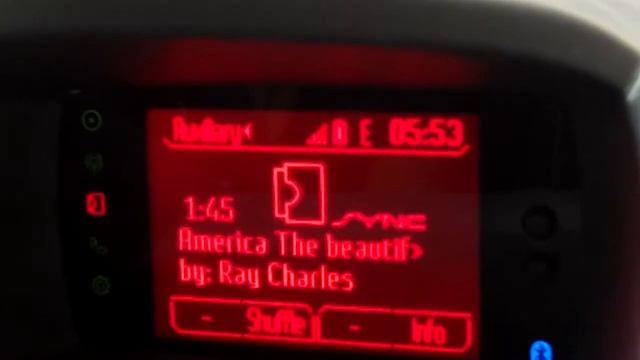 Auxiliary E 05:53
1:45 SYNC
America The beautif>
by: Ray Charles
- Shuffle - Info